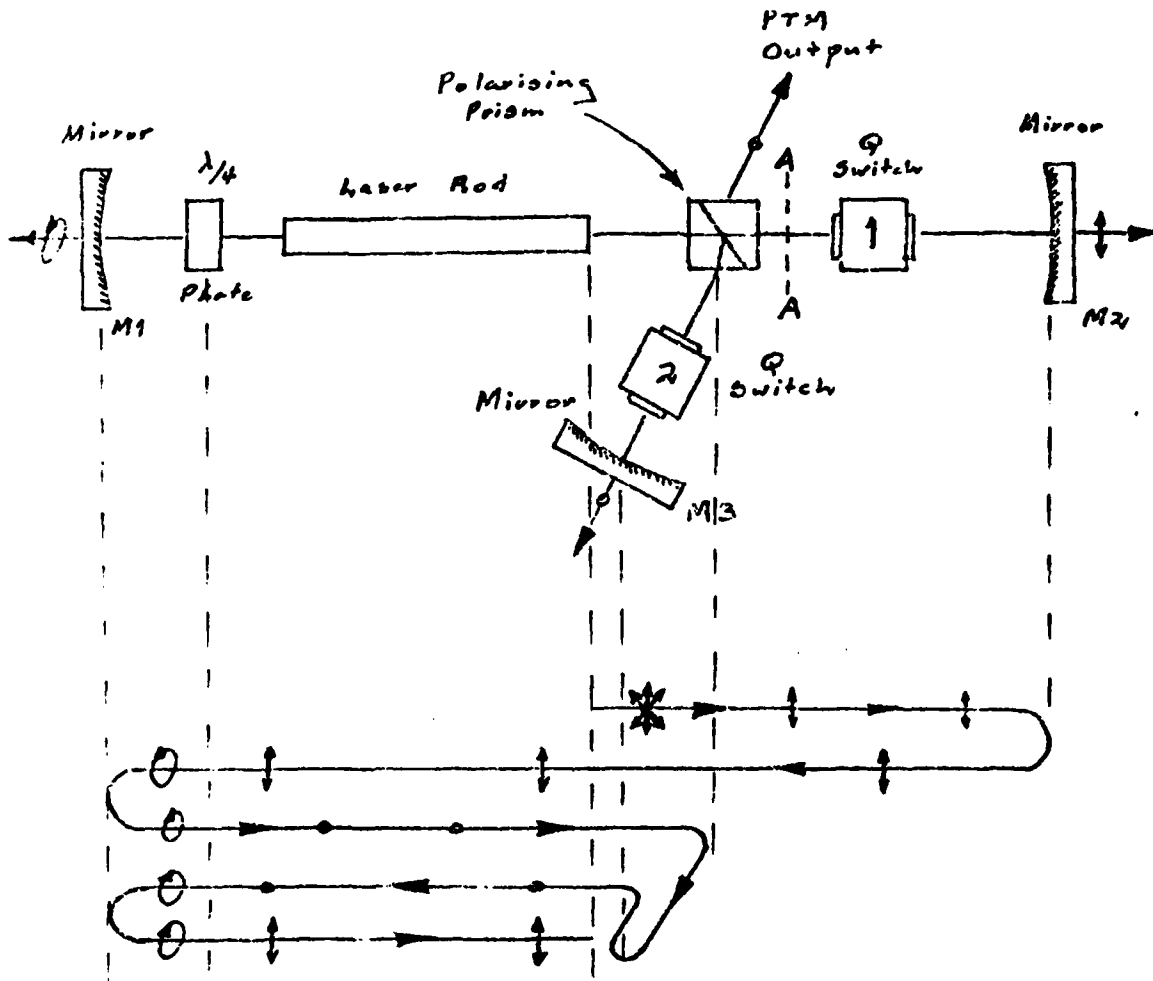 PTM
Output
Polarising
Prism
Mirror
λ/4
Laser Rod
A
Q
Switch
Mirror
1
Plate
M1
A
M2
2
Q
Switch
Mirror
M3